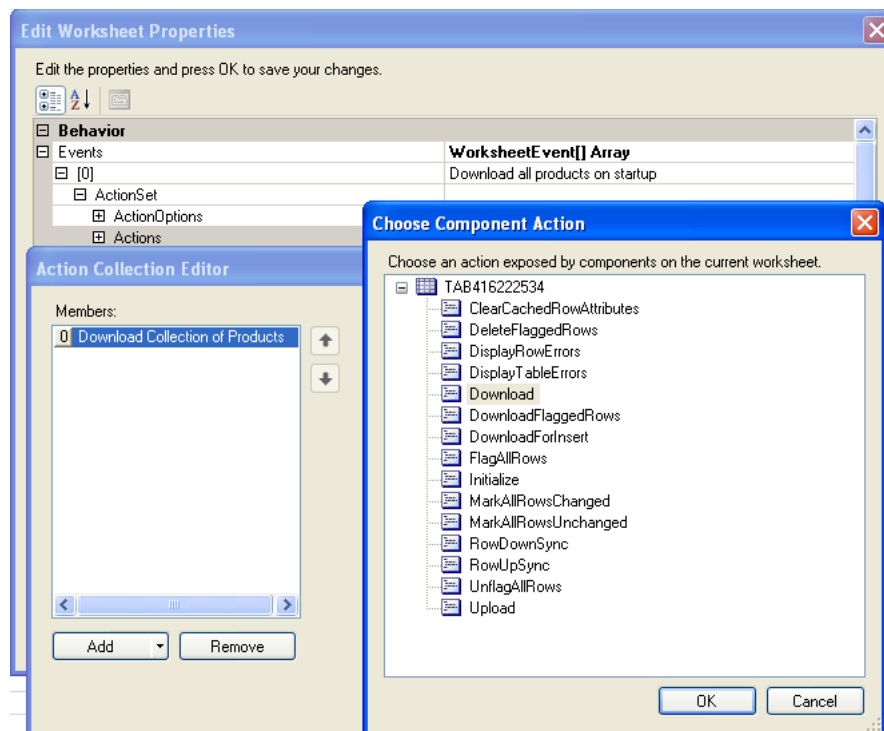 Edit Worksheet Properties
Edit the properties and press OK to save your changes.
Behavior
Events WorksheetEvent[] Array
[0] Download all products on startup
ActionSet
ActionOptions
Actions
Action Collection Editor
Members:
0 Download Collection of Products
Add
Remove
Choose Component Action
Choose an action exposed by components on the current worksheet.
TAB416222534
ClearCachedRowAttributes
DeleteFlaggedRows
DisplayRowErrors
DisplayTableErrors
Download
DownloadFlaggedRows
DownloadForInsert
FlagAllRows
Initialize
MarkAllRowsChanged
MarkAllRowsUnchanged
RowDownSync
RowUpSync
UnflagAllRows
Upload
OK
Cancel